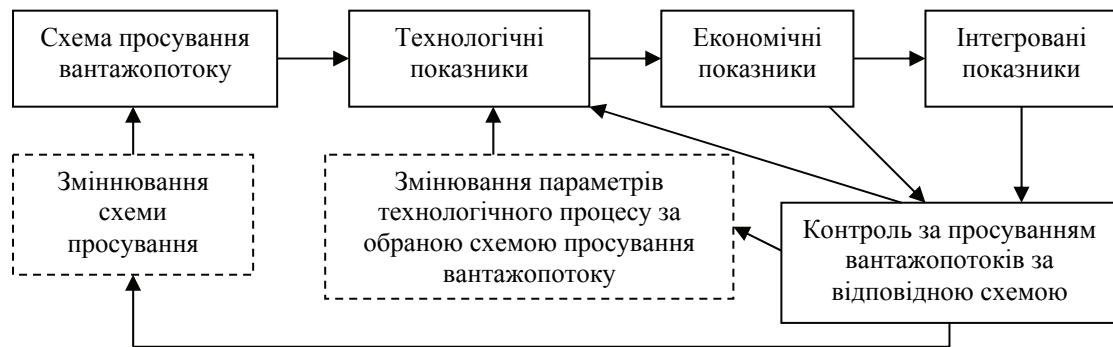 Схема просування
вантажопотоку
Технологічні
показники
Економічні
показники
Інтегровані
показники
Зміннювання
схеми
просування
Змінювання параметрів
технологічного процесу за
обраною схемою просування
вантажопотоку
Контроль за просуванням
вантажопотоків за
відповідною схемою